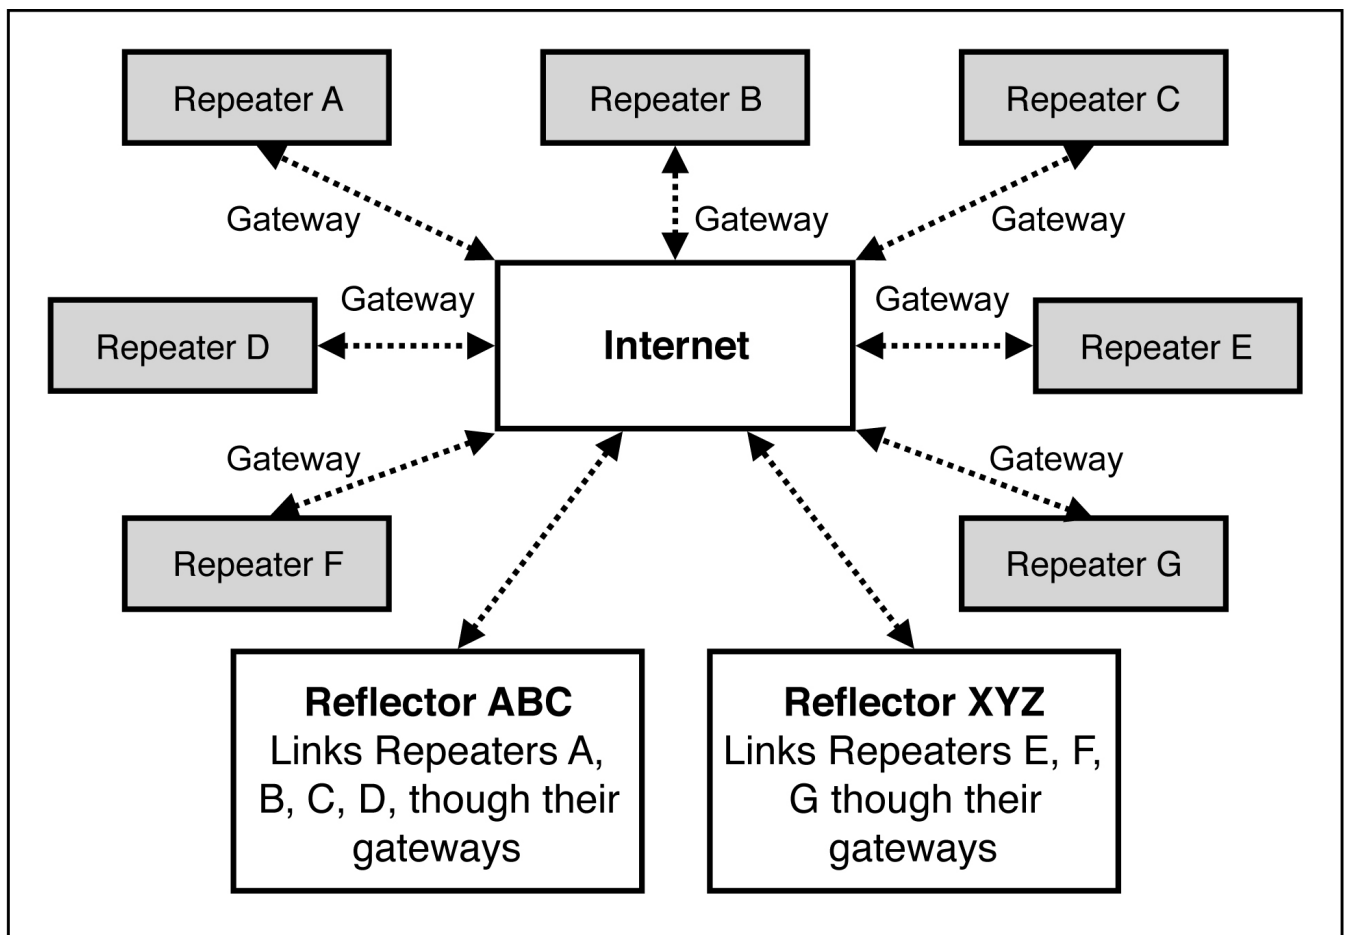 Repeater A
Repeater B
Repeater C
Gateway
Gateway
Gateway
Gateway
Gateway
Repeater D
Internet
Repeater E
Gateway
Gateway
Repeater F
Repeater G
Reflector ABC
Links Repeaters A,
B, C, D, though their
gateways
Reflector XYZ
Links Repeaters E, F,
G though their
gateways